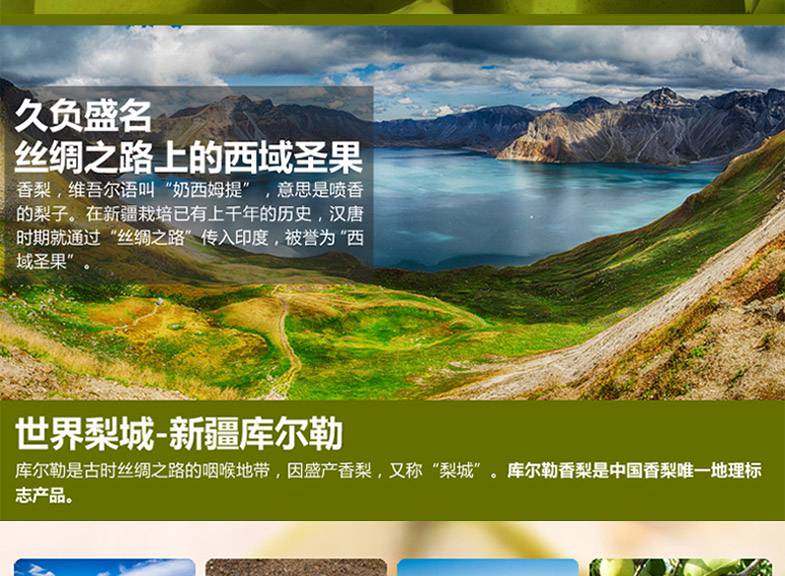 久负盛名
丝绸之路上的西域圣果
香梨，维吾尔语叫“奶西姆提”，意思是喷香
的梨子。在新疆栽培已有上千年的历史，汉唐
时期就通过“丝绸之路”传入印度，被誉为“西
域圣果”。
世界梨城-新疆库尔勒
库尔勒是古时丝绸之路的咽喉地带，因盛产香梨，又称“梨城”。库尔勒香梨是中国香梨唯一地理标
志产品。